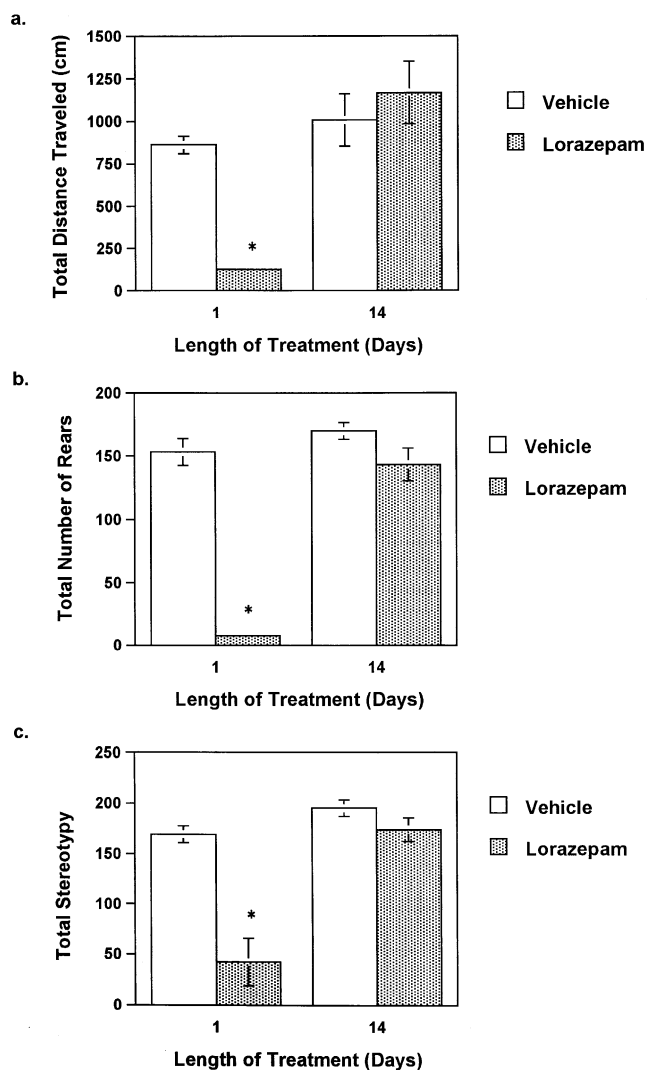 a.
Total Distance Traveled (cm)
1500
1250
1000
750
500
250
0
*
1
14
Length of Treatment (Days)
Vehicle
Lorazepam
b.
Total Number of Rears
200
150
100
50
0
*
1
14
Length of Treatment (Days)
Vehicle
Lorazepam
c.
Total Stereotypy
250
200
150
100
50
0
*
1
14
Length of Treatment (Days)
Vehicle
Lorazepam